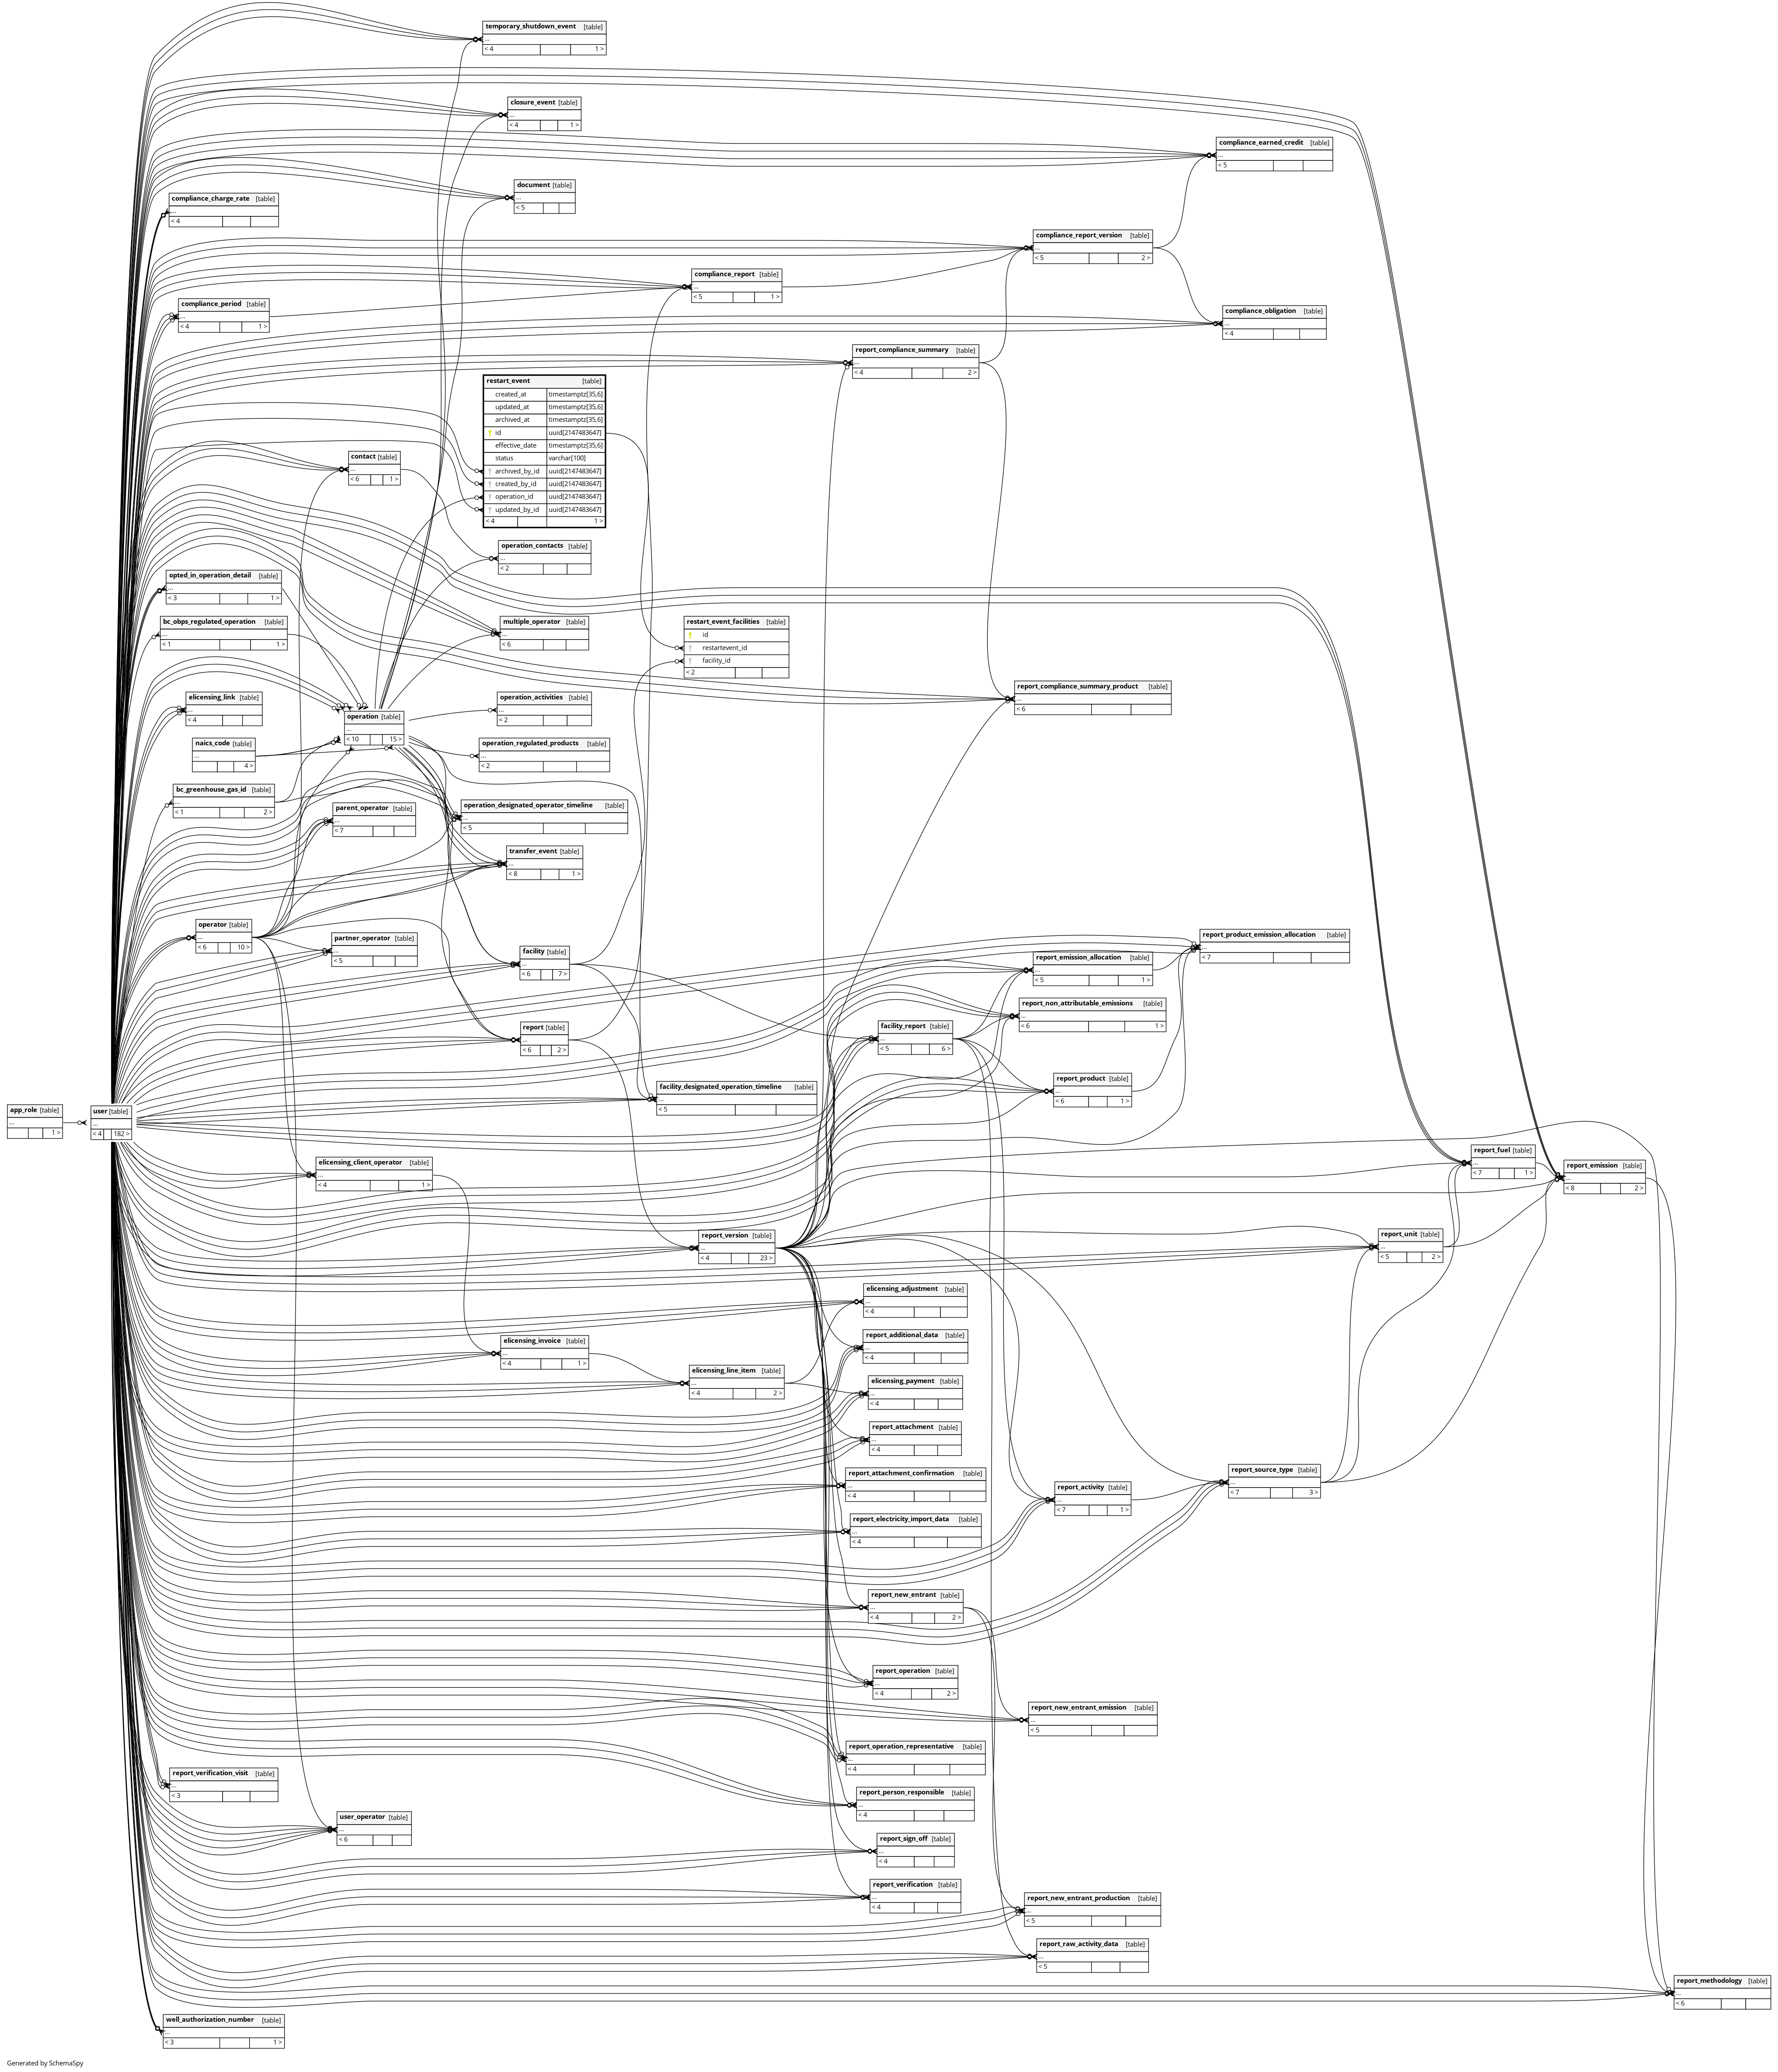 temporary_shutdown_event [table]
...
< 4 1 >
closure_event [table]
...
< 4 1 >
compliance_earned_credit [table]
...
< 5
document [table]
...
< 5
compliance_charge_rate [table]
...
< 4
compliance_report_version [table]
...
< 5 2 >
compliance_report [table]
...
< 5 1 >
compliance_period [table]
...
< 4 1 >
compliance_obligation [table]
...
< 4
report_compliance_summary [table]
...
< 4 2 >
restart_event [table]
created_at timestamptz[35,6]
updated_at timestamptz[35,6]
archived_at timestamptz[35,6]
id uuid[2147483647]
effective_date timestamptz[35,6]
status varchar[100]
archived_by_id uuid[2147483647]
created_by_id uuid[2147483647]
operation_id uuid[2147483647]
updated_by_id uuid[2147483647]
< 4 1 >
contact [table]
...
< 6 1 >
operation_contacts [table]
...
< 2
opted_in_operation_detail [table]
...
< 3 1 >
bc_obps_regulated_operation [table]
...
< 1 1 >
multiple_operator [table]
...
< 6
restart_event_facilities [table]
id
restartevent_id
facility_id
< 2
report_compliance_summary_product [table]
...
< 6
elicensing_link [table]
...
< 4
operation_activities [table]
...
< 2
operation [table]
...
< 10 15 >
naics_code [table]
...
4 >
operation_regulated_products [table]
...
< 2
bc_greenhouse_gas_id [table]
...
< 1 2 >
parent_operator [table]
...
< 7
operation_designated_operator_timeline [table]
...
< 5
transfer_event [table]
...
< 8 1 >
operator [table]
...
< 6 10 >
partner_operator [table]
...
< 5
facility [table]
...
< 6 7 >
report_product_emission_allocation [table]
...
< 7
report_emission_allocation [table]
...
< 5 1 >
report_non_attributable_emissions [table]
...
< 6 1 >
report [table]
...
< 6 2 >
facility_report [table]
...
< 5 6 >
report_product [table]
...
< 6 1 >
facility_designated_operation_timeline [table]
...
< 5
app_role [table]
...
1 >
user [table]
...
< 4 182 >
elicensing_client_operator [table]
...
< 4 1 >
report_fuel [table]
...
< 7 1 >
report_emission [table]
...
< 8 2 >
report_version [table]
...
< 4 23 >
report_unit [table]
...
< 5 2 >
elicensing_adjustment [table]
...
< 4
elicensing_invoice [table]
...
< 4 1 >
report_additional_data [table]
...
< 4
elicensing_line_item [table]
...
< 4 2 >
elicensing_payment [table]
...
< 4
report_attachment [table]
...
< 4
report_attachment_confirmation [table]
...
< 4
report_source_type [table]
...
< 7 3 >
report_activity [table]
...
< 7 1 >
report_electricity_import_data [table]
...
< 4
report_new_entrant [table]
...
< 4 2 >
report_operation [table]
...
< 4 2 >
report_new_entrant_emission [table]
...
< 5
report_operation_representative [table]
...
< 4
report_verification_visit [table]
...
< 3
report_person_responsible [table]
...
< 4
user_operator [table]
...
< 6
report_sign_off [table]
...
< 4
report_verification [table]
...
< 4
report_new_entrant_production [table]
...
< 5
report_raw_activity_data [table]
...
< 5
report_methodology [table]
...
< 6
well_authorization_number [table]
...
< 3 1 >
Generated by SchemaSpy